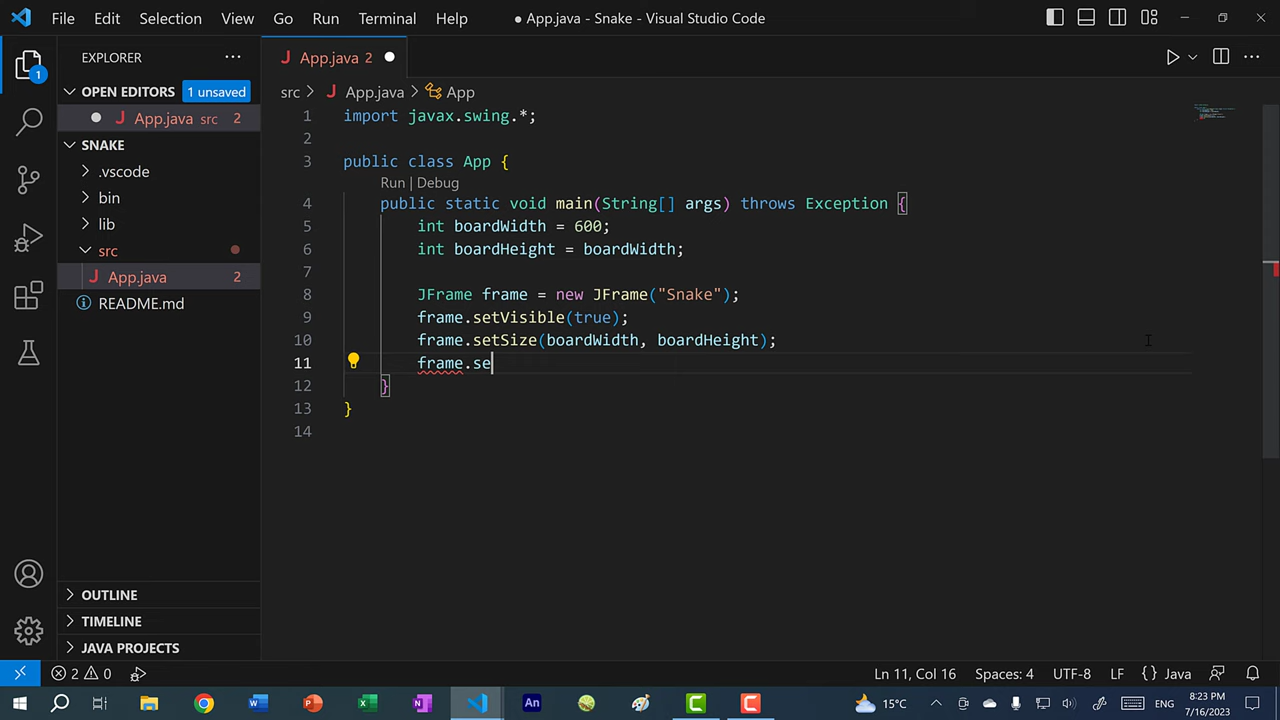 File Edit Selection View Go Run Terminal Help
● App.java - Snake - Visual Studio Code
EXPLORER
J App.java 2
OPEN EDITORS 1 unsaved
J App.java src 2
SNAKE
.vscode
bin
lib
src
J App.java 2
README.md
OUTLINE
TIMELINE
JAVA PROJECTS
1
src > J App.java > App
1 import javax.swing.*;
2
3 public class App {
Run | Debug
4 public static void main(String[] args) throws Exception {
5 int boardWidth = 600;
6 int boardHeight = boardWidth;
7
8 JFrame frame = new JFrame("Snake");
9 frame.setVisible(true);
10 frame.setSize(boardWidth, boardHeight);
11 frame.se
12 }
13 }
14
2 0
Ln 11, Col 16 Spaces: 4 UTF-8 LF {} Java
An
15°C
ENG
8:23 PM
7/16/2023